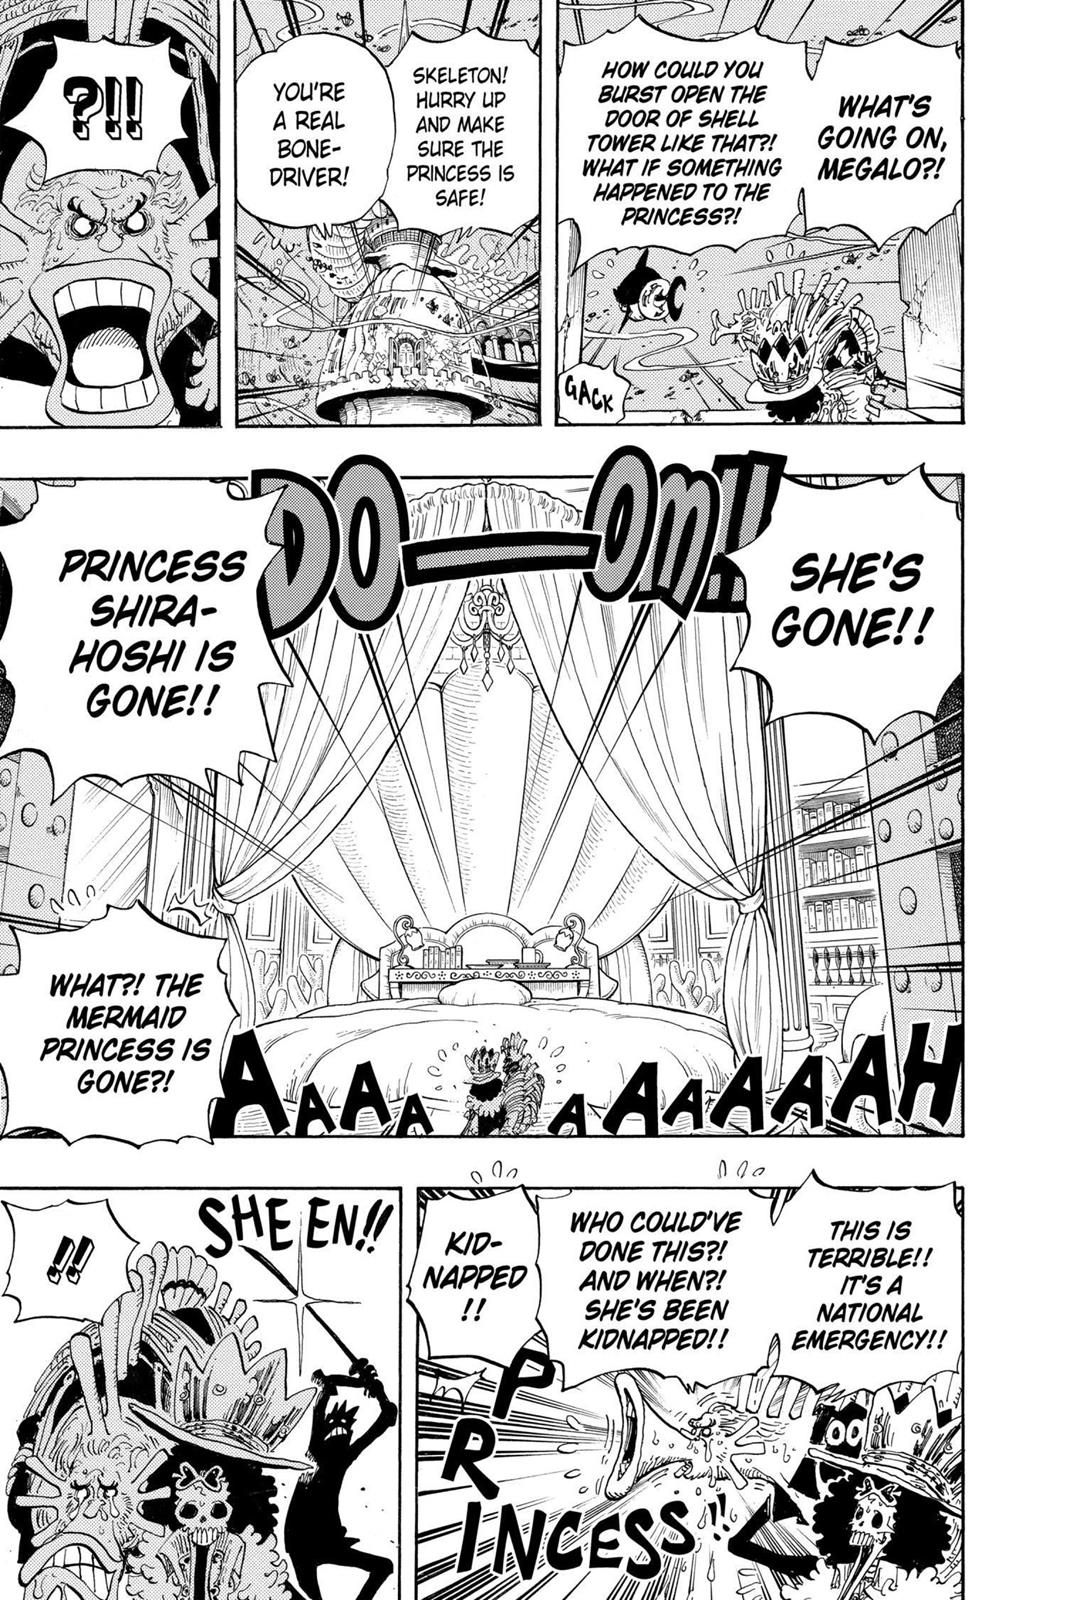 WHAT'S
GOING ON,
MEGALO?!
HOW COULD YOU
BURST OPEN THE
DOOR OF SHELL
TOWER LIKE THAT?!
WHAT IF SOMETHING
HAPPENED TO THE
PRINCESS?!
GACK
SKELETON!
HURRY UP
AND MAKE
SURE THE
PRINCESS IS
SAFE!
YOU'RE
A REAL
BONE-
DRIVER!
?!!
DO—OM!!
SHE'S
GONE!!
PRINCESS
SHIRA-
HOSHI IS
GONE!!
WHAT?! THE
MERMAID
PRINCESS IS
GONE?!
AAAA AAAAAAAH
THIS IS
TERRIBLE!!
IT'S A
NATIONAL
EMERGENCY!!
WHO COULD'VE
DONE THIS?!
AND WHEN?!
SHE'S BEEN
KIDNAPPED!!
KID-
NAPPED
!!
PRINCESS!!
SHEEN!!
!!